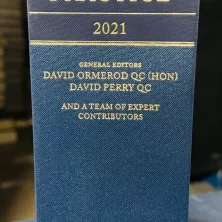 2021
GENERAL EDITORS
DAVID ORMEROD QC (HON)
DAVID PERRY QC
AND A TEAM OF EXPERT
CONTRIBUTORS